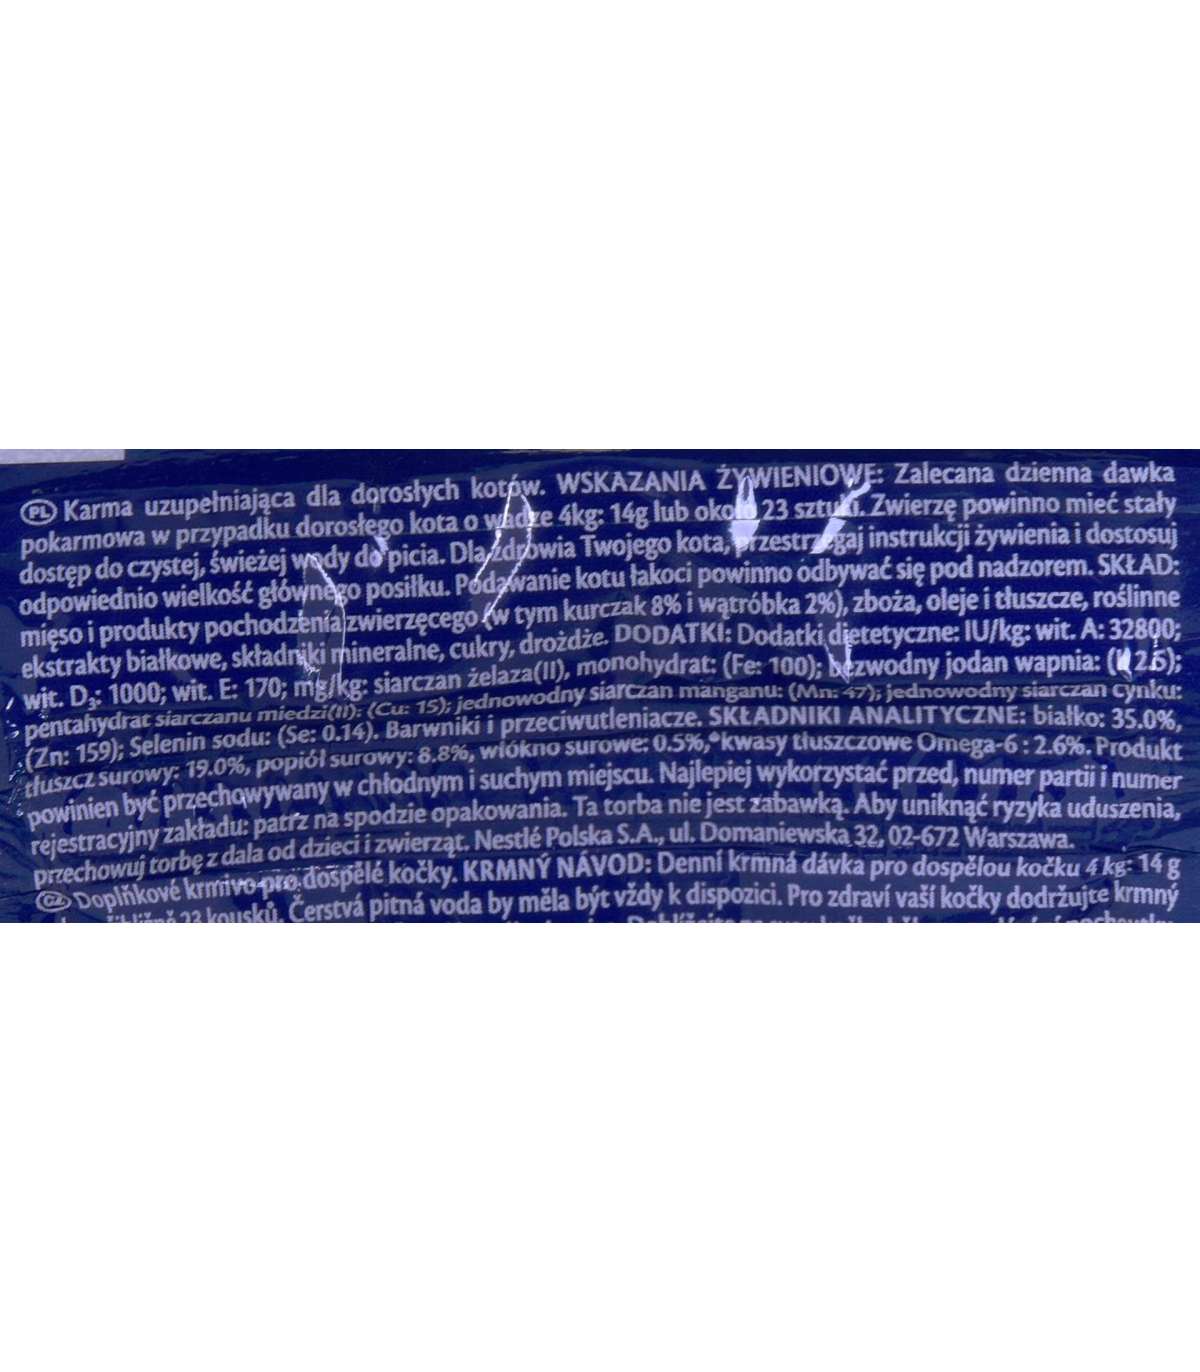 PL Karma uzupełniająca dla dorosłych kotów. WSKAZANIA ŻYWIENIOWE: Zalecana dzienna dawka
pokarmowa w przypadku dorosłego kota o wadze 4kg: 14g lub około 23 sztuki. Zwierzę powinno mieć stały
dostęp do czystej, świeżej wody do picia. Dla zdrowia Twojego kota, przestrzegaj instrukcji żywienia i dostosuj
odpowiednio wielkość głównego posiłku. Podawanie kotu łakoci powinno odbywać się pod nadzorem. SKŁAD:
mięso i produkty pochodzenia zwierzęcego (w tym kurczak 8% i wątróbka 2%), zboża, oleje i tłuszcze, roślinne
ekstrakty białkowe, składniki mineralne, cukry, drożdże. DODATKI: Dodatki dietetyczne: IU/kg: wit. A: 32800;
wit. D3: 1000; wit. E: 170; mg/kg: siarczan żelaza(II), monohydrat: (Fe: 100); bezwodny jodan wapnia:
pentahydrat siarczanu miedzi(II): (Cu: 15); jednowodny siarczan manganu: (Mn: 47); jednowodny siarczan cynku:
(Zn: 159); Selenin sodu: (Se: 0.14). Barwniki i przeciwutleniacze. SKŁADNIKI ANALITYCZNE: białko: 35.0%,
tłuszcz surowy: 19.0%, popiół surowy: 8.8%, włókno surowe: 0.5%, kwasy tłuszczowe Omega-6 : 2.6%. Produkt
powinien być przechowywany w chłodnym i suchym miejscu. Najlepiej wykorzystać przed, numer partii i numer
rejestracyjny zakładu: patrz na spodzie opakowania. Ta torba nie jest zabawką. Aby uniknąć ryzyka uduszenia,
przechowuj torbę z dala od dzieci i zwierząt. Nestlé Polska S.A., ul. Domaniewska 32, 02-672 Warszawa.
CZ Doplňkové krmivo pro dospělé kočky. KRMNÝ NÁVOD: Denní krmná dávka pro dospělou kočku 4 kg: 14 g
23 kousků. Čerstvá pitná voda by měla být vždy k dispozici. Pro zdraví vaší kočky dodržujte krmný